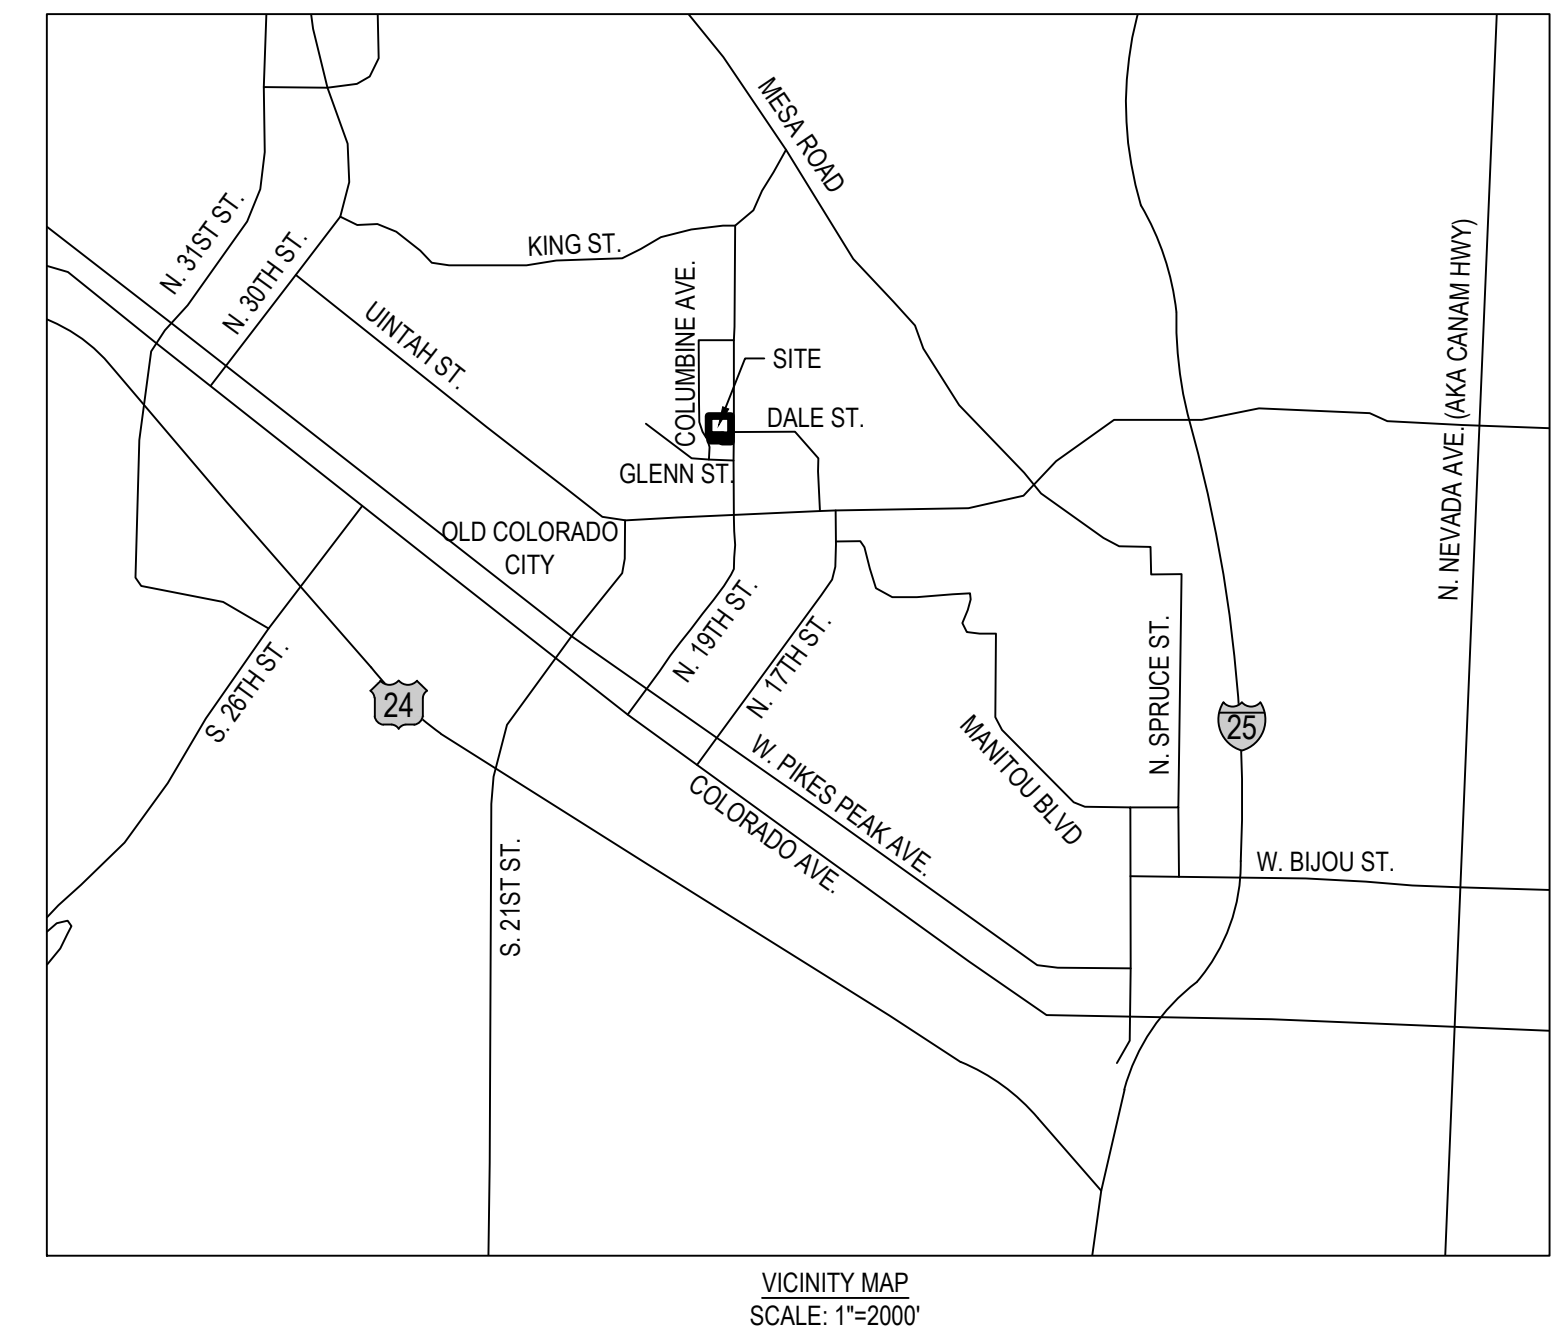 MESA ROAD
N. 31ST ST.
N. 30TH ST.
KING ST.
UINTAH ST.
COLUMBINE AVE.
SITE
DALE ST.
GLENN ST.
N. NEVADA AVE. (AKA CANAM HWY)
OLD COLORADO
CITY
N. 19TH ST.
N. 17TH ST.
S. 26TH ST.
24
N. SPRUCE ST.
25
MANITOU BLVD
W. PIKES PEAK AVE.
COLORADO AVE.
S. 21ST ST.
W. BIJOU ST.
VICINITY MAP
SCALE: 1"=2000'